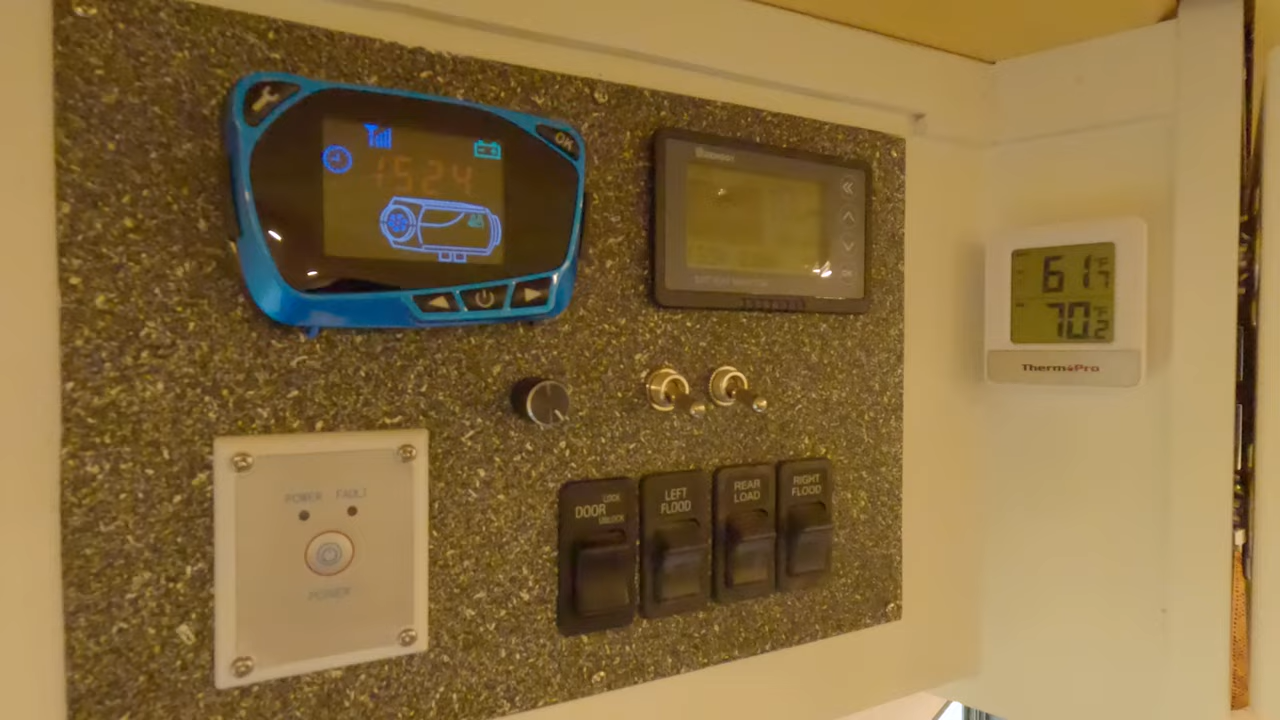 OK
15:24
61.7°F
70.2°F
ThermoPro
POWER FAULT
POWER
DOOR
LOCK
UNLOCK
LEFT
FLOOD
REAR
LOAD
RIGHT
FLOOD